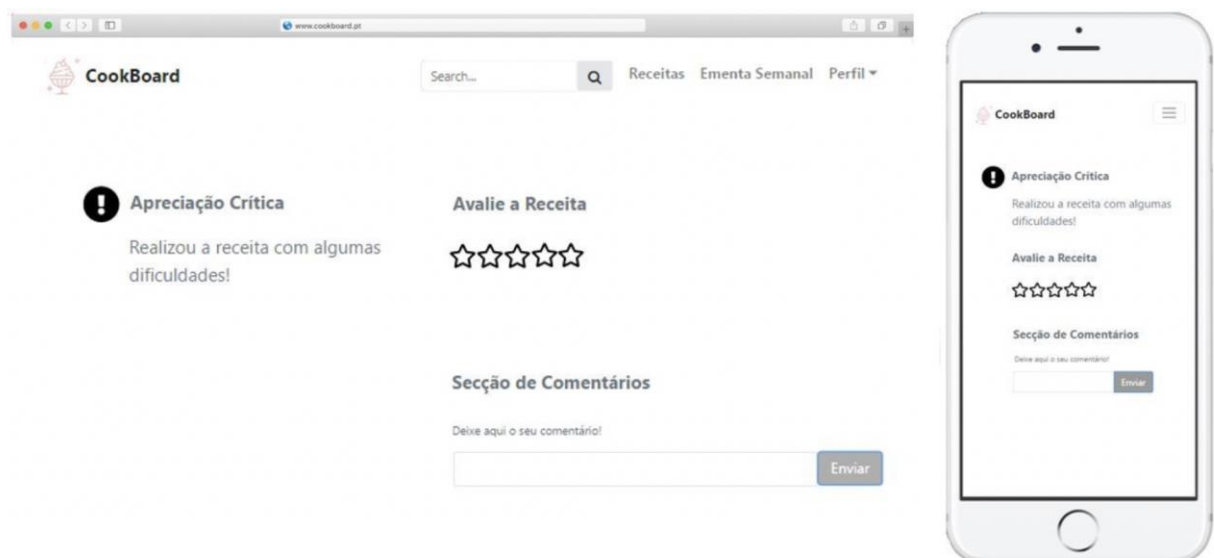 www.cookboard.pt
CookBoard
Search...
Receitas Ementa Semanal Perfil
Apreciação Crítica
Realizou a receita com algumas
dificuldades!
Avalie a Receita
Secção de Comentários
Deixe aqui o seu comentário!
Enviar
CookBoard
Apreciação Crítica
Realizou a receita com algumas
dificuldades!
Avalie a Receita
Secção de Comentários
Deixe aqui o seu comentário!
Enviar